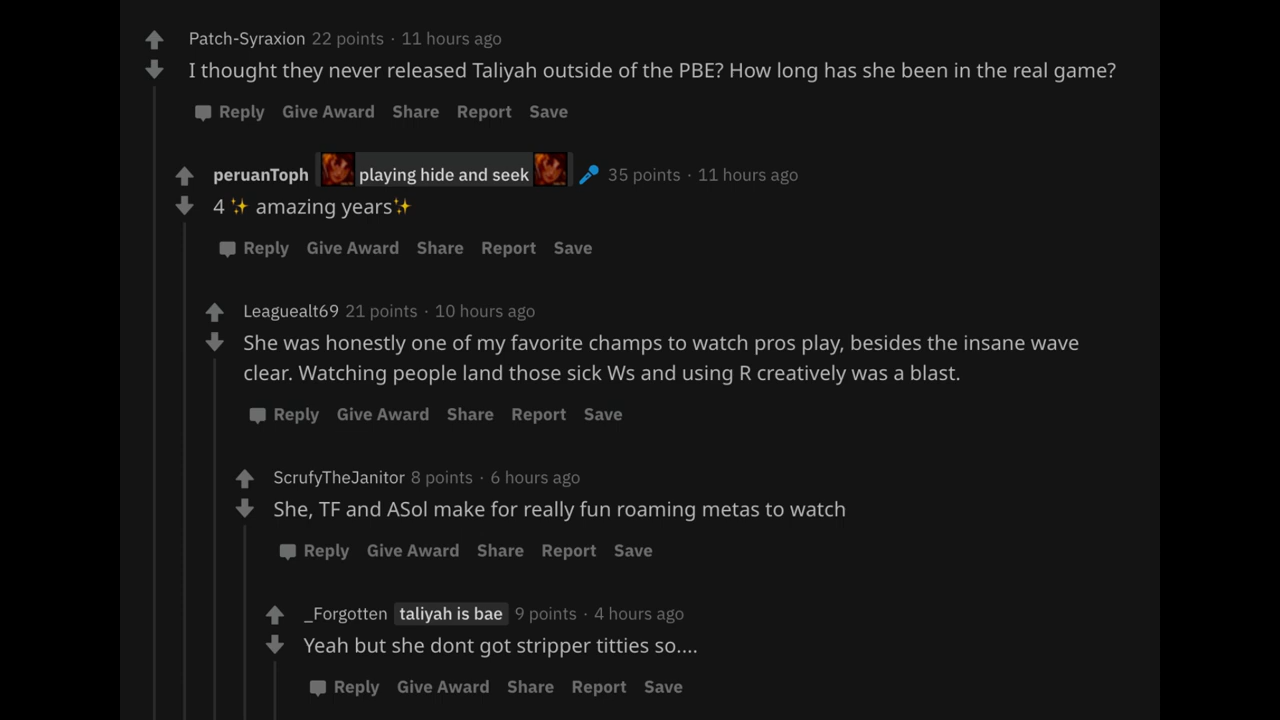 Patch-Syraxion 22 points · 11 hours ago
I thought they never released Taliyah outside of the PBE? How long has she been in the real game?
Reply Give Award Share Report Save
peruanToph playing hide and seek 🎤 35 points · 11 hours ago
4 ✨ amazing years✨
Reply Give Award Share Report Save
Leaguealt69 21 points · 10 hours ago
She was honestly one of my favorite champs to watch pros play, besides the insane wave
clear. Watching people land those sick Ws and using R creatively was a blast.
Reply Give Award Share Report Save
ScrufyTheJanitor 8 points · 6 hours ago
She, TF and ASol make for really fun roaming metas to watch
Reply Give Award Share Report Save
_Forgotten taliyah is bae 9 points · 4 hours ago
Yeah but she dont got stripper titties so....
Reply Give Award Share Report Save